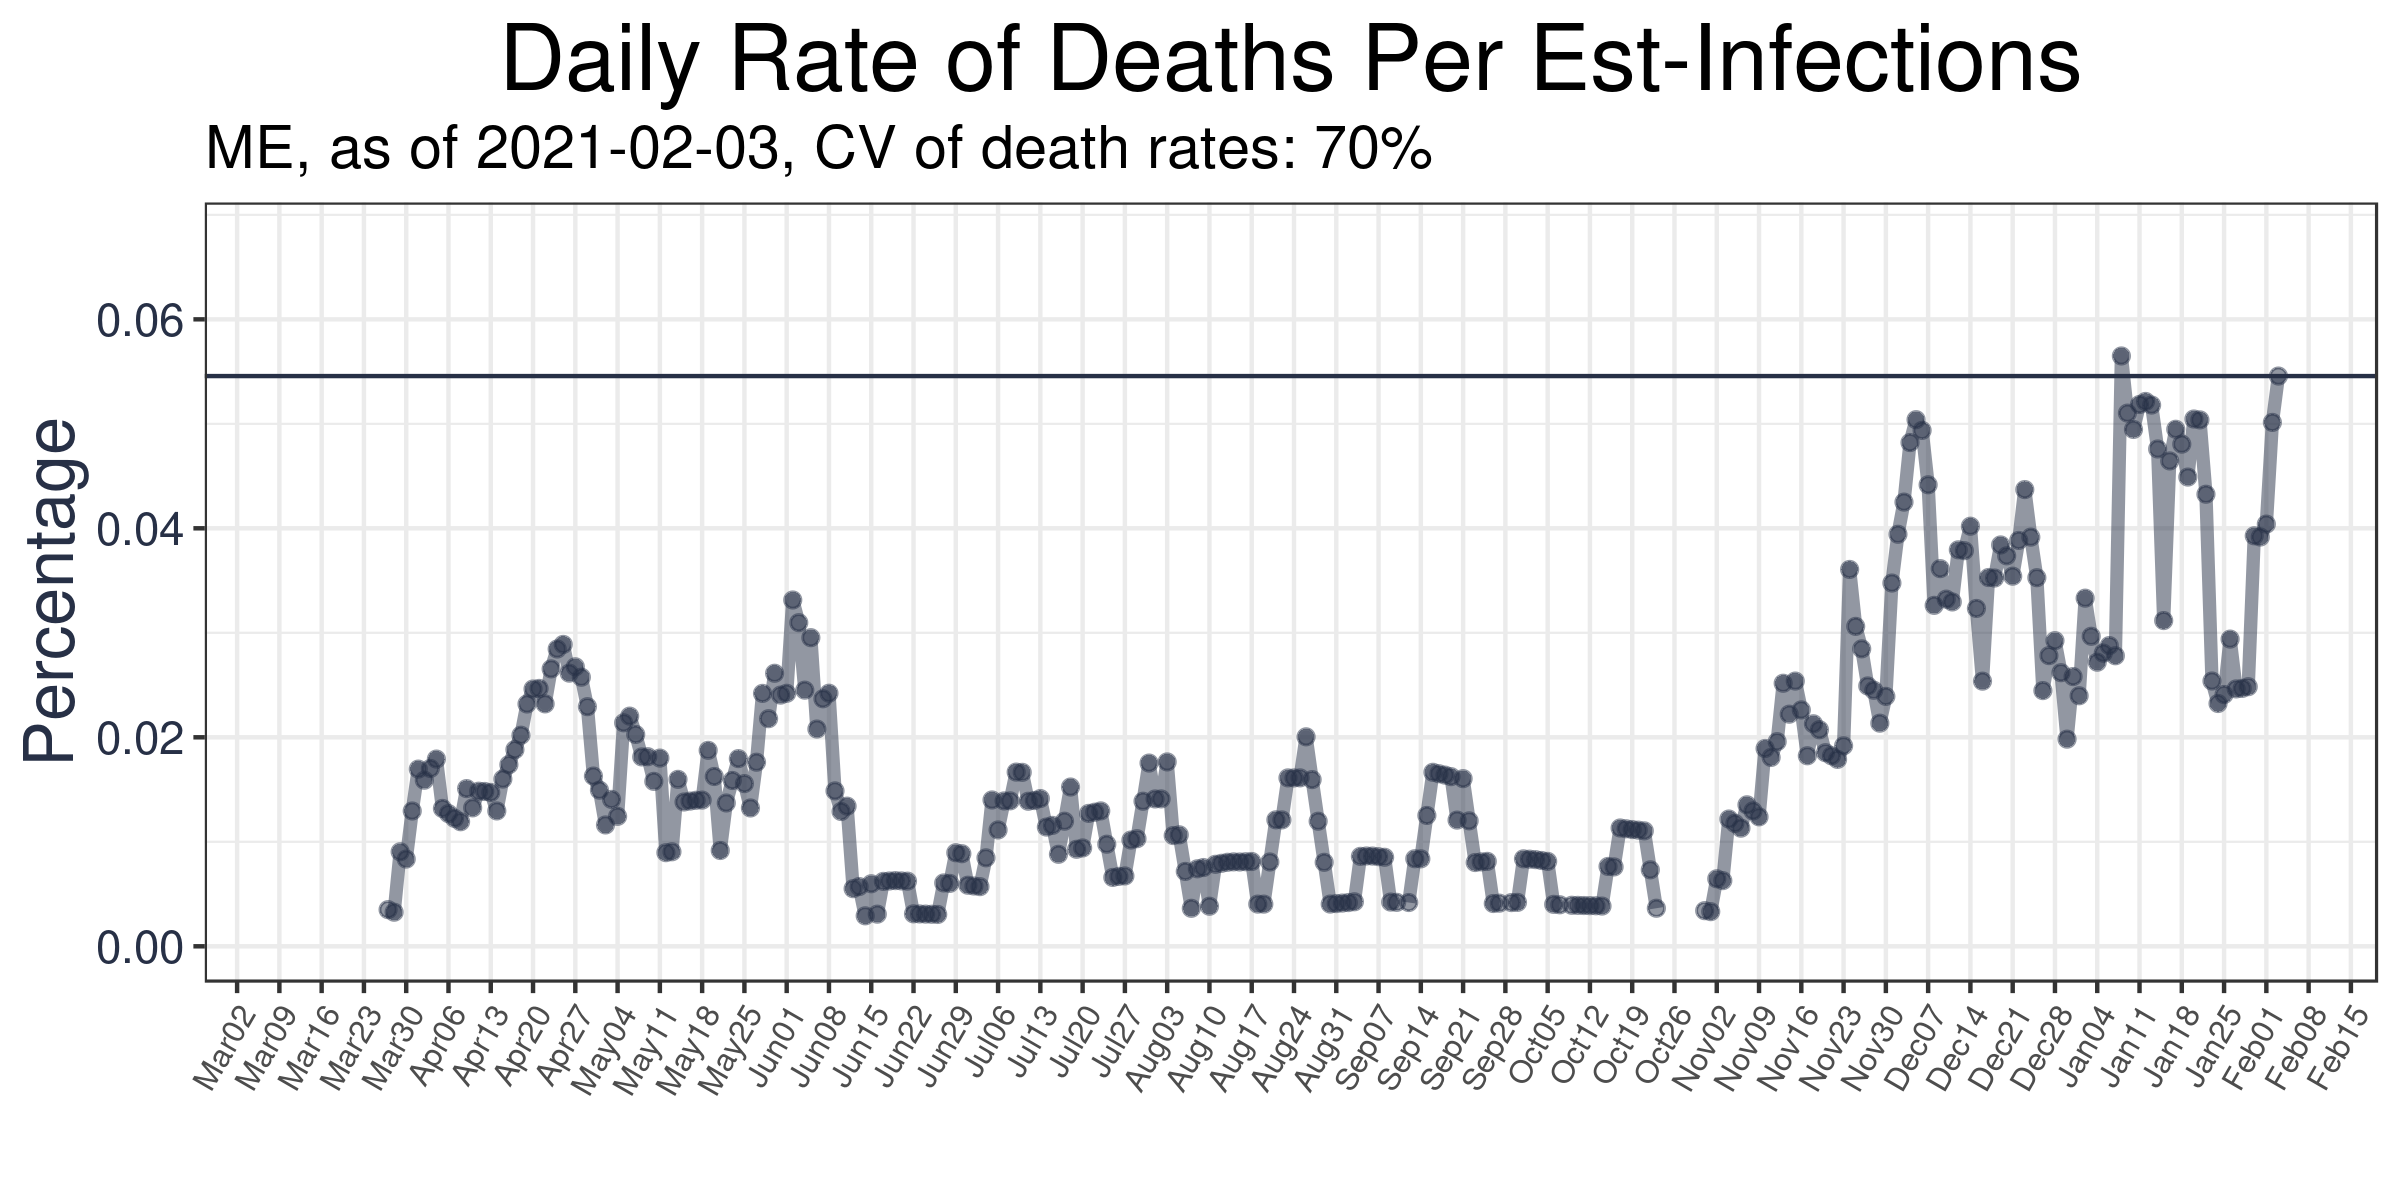 Daily Rate of Deaths Per Est-Infections
ME, as of 2021-02-03, CV of death rates: 70%
Percentage
0.06
0.04
0.02
0.00
Mar02 Mar09 Mar16 Mar23 Mar30 Apr06 Apr13 Apr20 Apr27 May04 May11 May18 May25 Jun01 Jun08 Jun15 Jun22 Jun29 Jul06 Jul13 Jul20 Jul27 Aug03 Aug10 Aug17 Aug24 Aug31 Sep07 Sep14 Sep21 Sep28 Oct05 Oct12 Oct19 Oct26 Nov02 Nov09 Nov16 Nov23 Nov30 Dec07 Dec14 Dec21 Dec28 Jan04 Jan11 Jan18 Jan25 Feb01 Feb08 Feb15